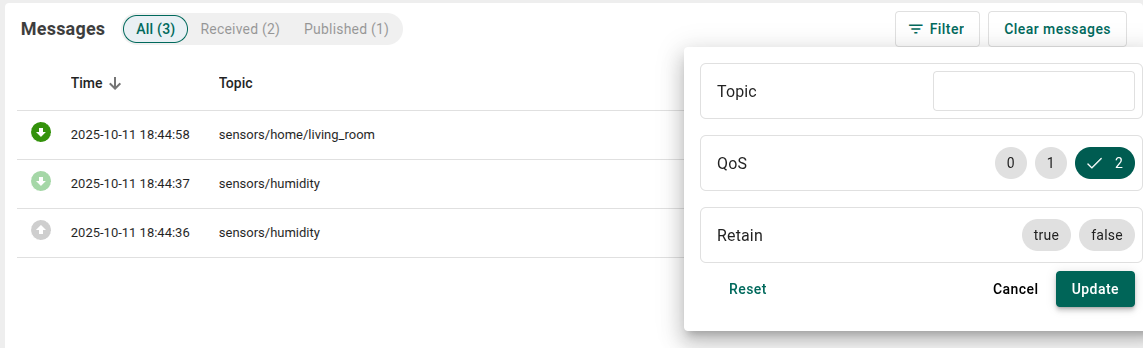 Messages All (3) Received (2) Published (1) Filter Clear messages
Time Topic
Topic
2025-10-11 18:44:58 sensors/home/living_room
QoS 0 1 2
2025-10-11 18:44:37 sensors/humidity
2025-10-11 18:44:36 sensors/humidity
Retain true false
Reset Cancel Update